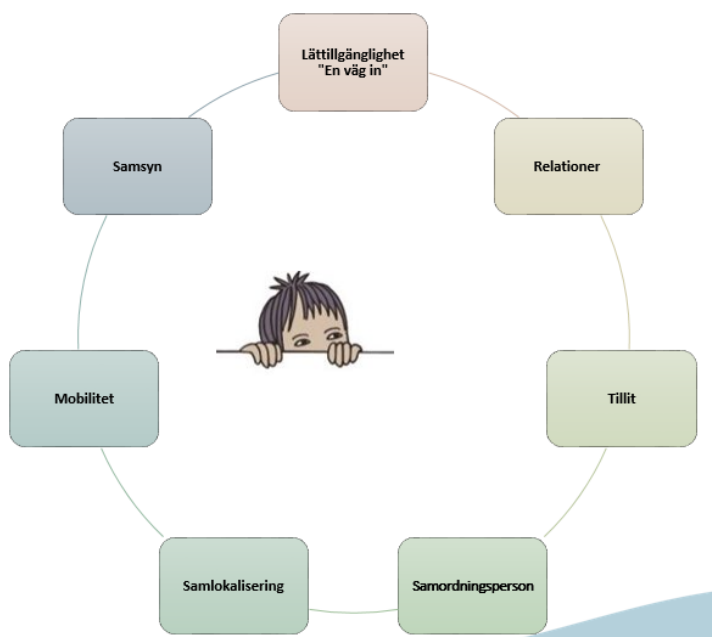 Lättillgänglighet
"En väg in"
Relationer
Tillit
Samordningsperson
Samlokalisering
Mobilitet
Samsyn